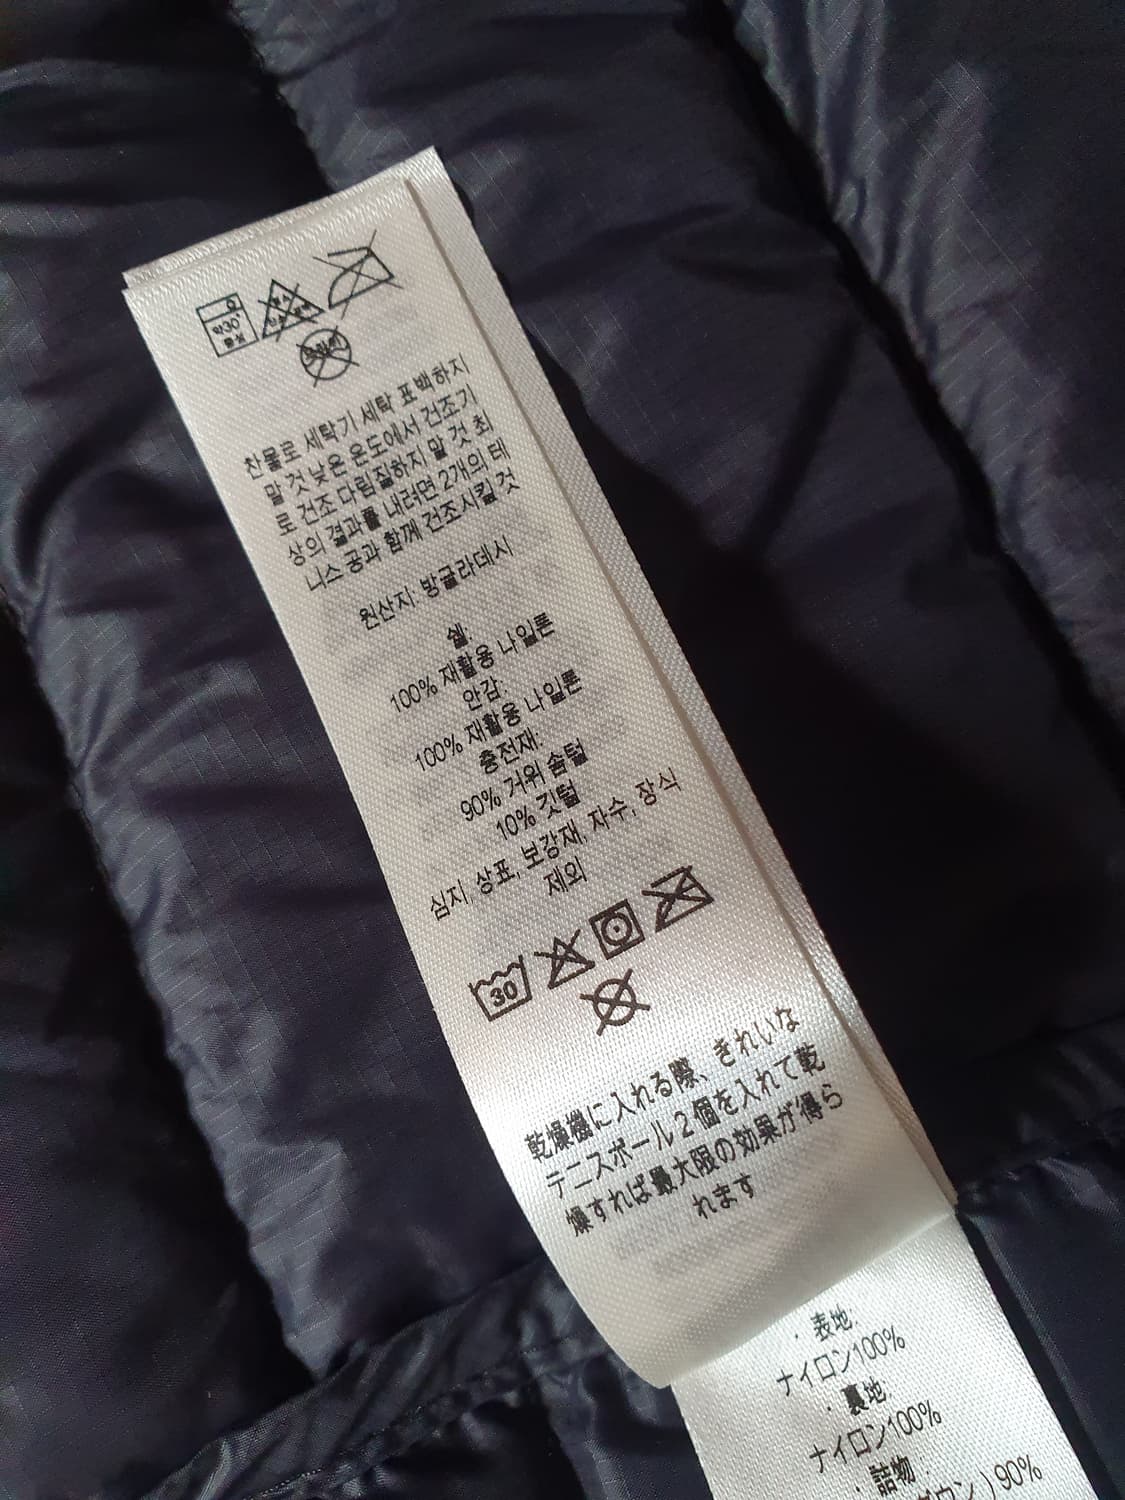 약30°
중성
드라이
찬물로 세탁기 세탁 표백하지
말 것 낮은 온도에서 건조기
로 건조 다림질하지 말 것 최
상의 결과를 내려면 2개의 테
니스 공과 함께 건조시킬 것
원산지: 방글라데시
쉘:
100% 재활용 나일론
안감:
100% 재활용 나일론
충전재:
90% 거위 솜털
10% 깃털
심지, 상표, 보강재, 자수, 장식
제외
30
乾燥機に入れる際、きれいな
テニスボール2個を入れて乾
燥すれば最大限の効果が得ら
れます
・表地:
ナイロン100%
・裏地:
ナイロン100%
・詰物:
ダウン ) 90%